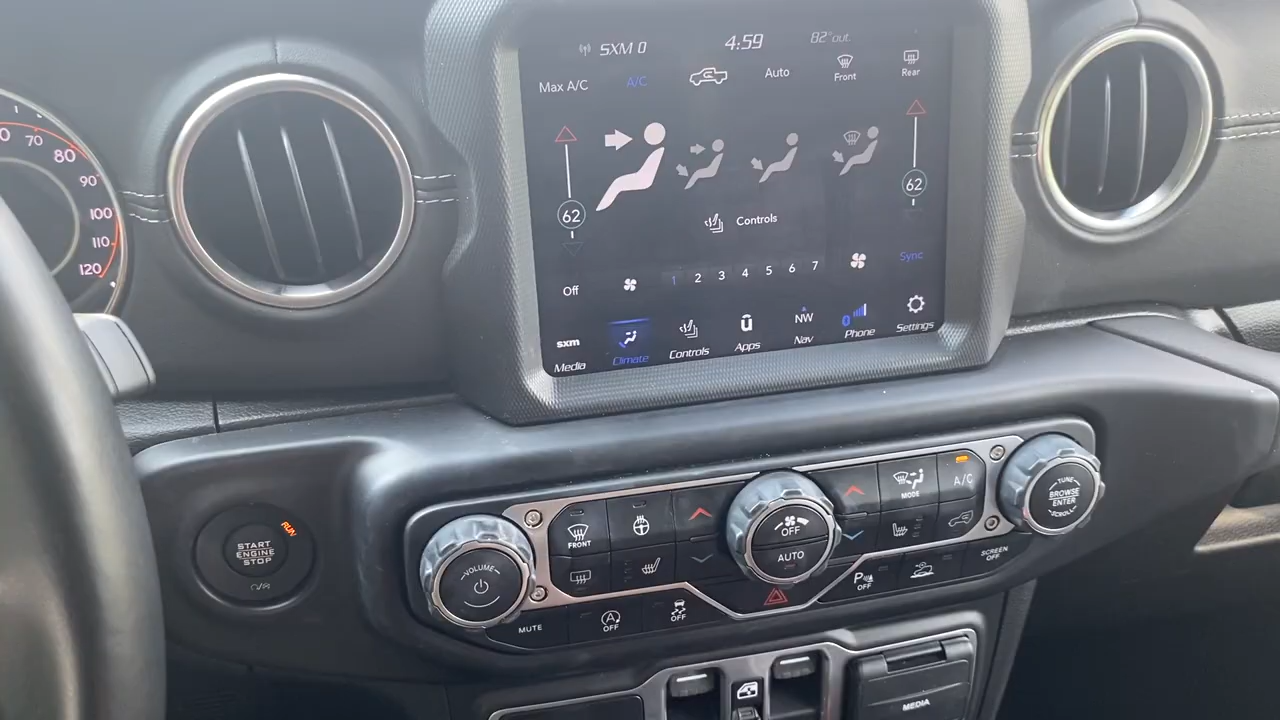 SXM 0 4:59 82° out.
Max A/C A/C Auto Front Rear
62 62
Controls
Off 1 2 3 4 5 6 7 Sync
sxm ū NW
Media Climate Controls Apps Nav Phone Settings
70
80
90
100
110
120
START
ENGINE
STOP
RUN
VOLUME
FRONT
OFF
AUTO
MODE
A/C
TUNE
BROWSE
ENTER
SCROLL
MUTE
OFF
OFF
P OFF
SCREEN
OFF
MEDIA